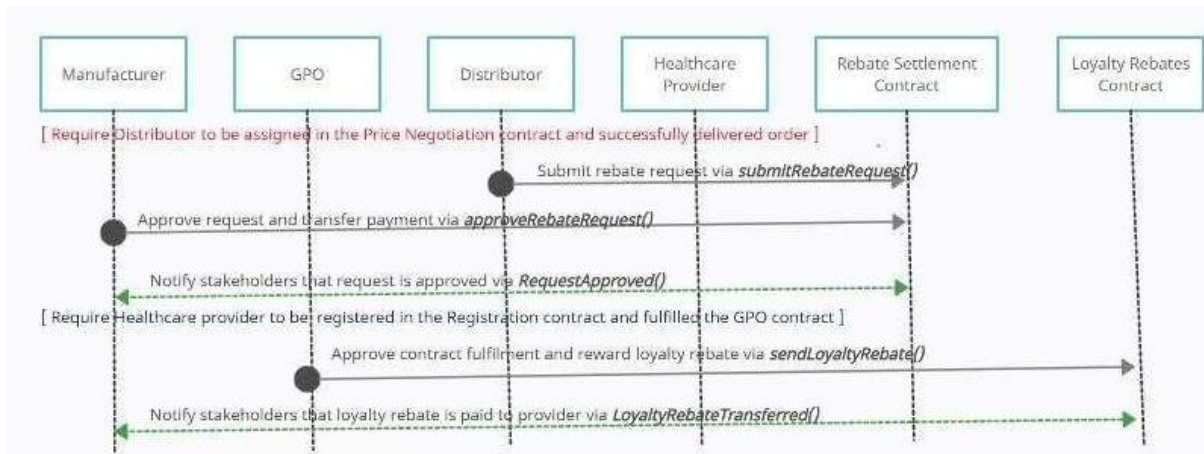 Manufacturer
GPO
Distributor
Healthcare
Provider
Rebate Settlement
Contract
Loyalty Rebates
Contract
[ Require Distributor to be assigned in the Price Negotiation contract and successfully delivered order ]
Submit rebate request via submitRebateRequest()
Approve request and transfer payment via approveRebateRequest()
Notify stakeholders that request is approved via RequestApproved()
[ Require Healthcare provider to be registered in the Registration contract and fulfilled the GPO contract ]
Approve contract fulfilment and reward loyalty rebate via sendLoyaltyRebate()
Notify stakeholders that loyalty rebate is paid to provider via LoyaltyRebateTransferred()